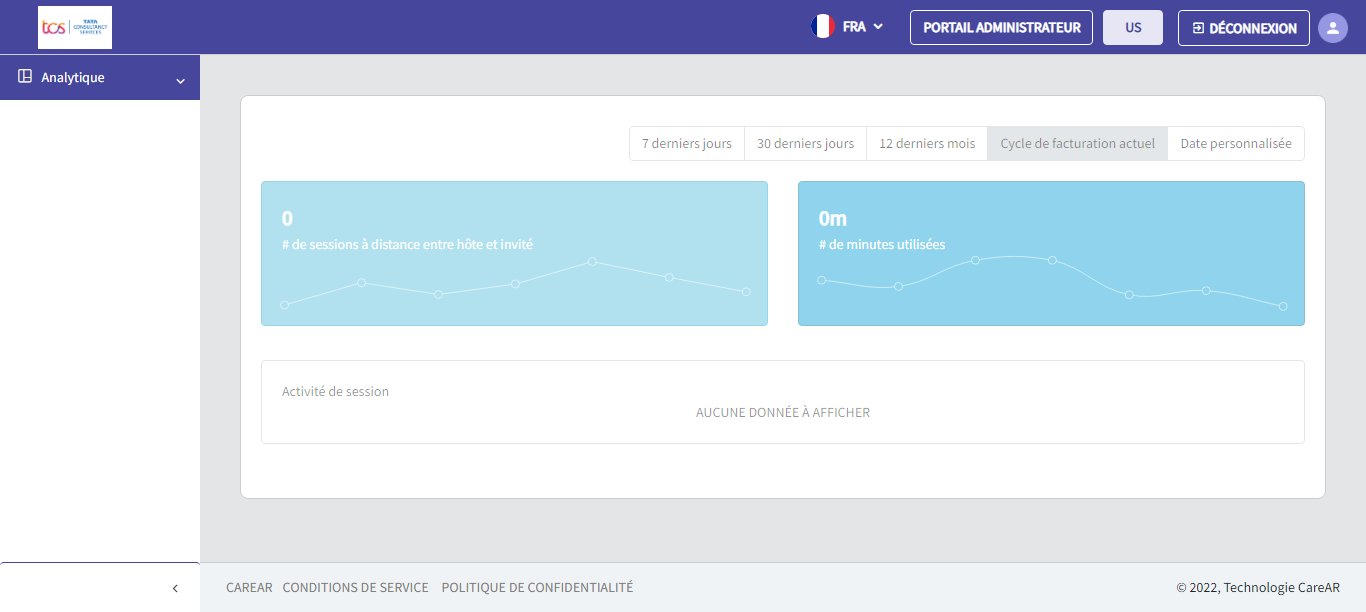 tcs TATA CONSULTANCY SERVICES
FRA
PORTAIL ADMINISTRATEUR
US
DÉCONNEXION
Analytique
7 derniers jours
30 derniers jours
12 derniers mois
Cycle de facturation actuel
Date personnalisée
0
# de sessions à distance entre hôte et invité
0m
# de minutes utilisées
Activité de session
AUCUNE DONNÉE À AFFICHER
CAREAR
CONDITIONS DE SERVICE
POLITIQUE DE CONFIDENTIALITÉ
© 2022, Technologie CareAR